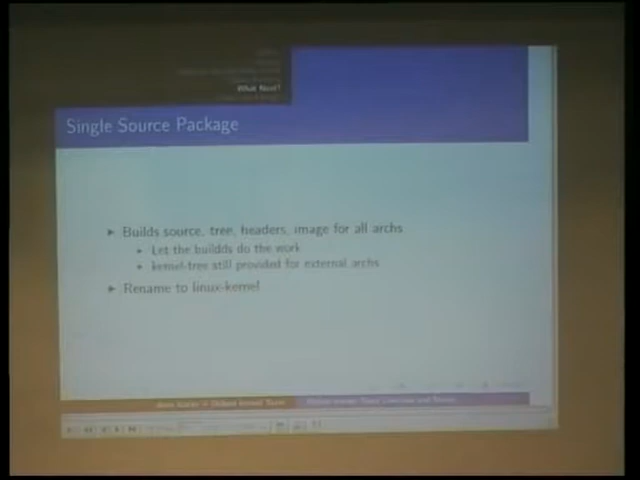 What Next?
Single Source Package
Builds source, tree, headers, image for all archs
Let the buildds do the work
kernel-tree still provided for external archs
Rename to linux-kernel